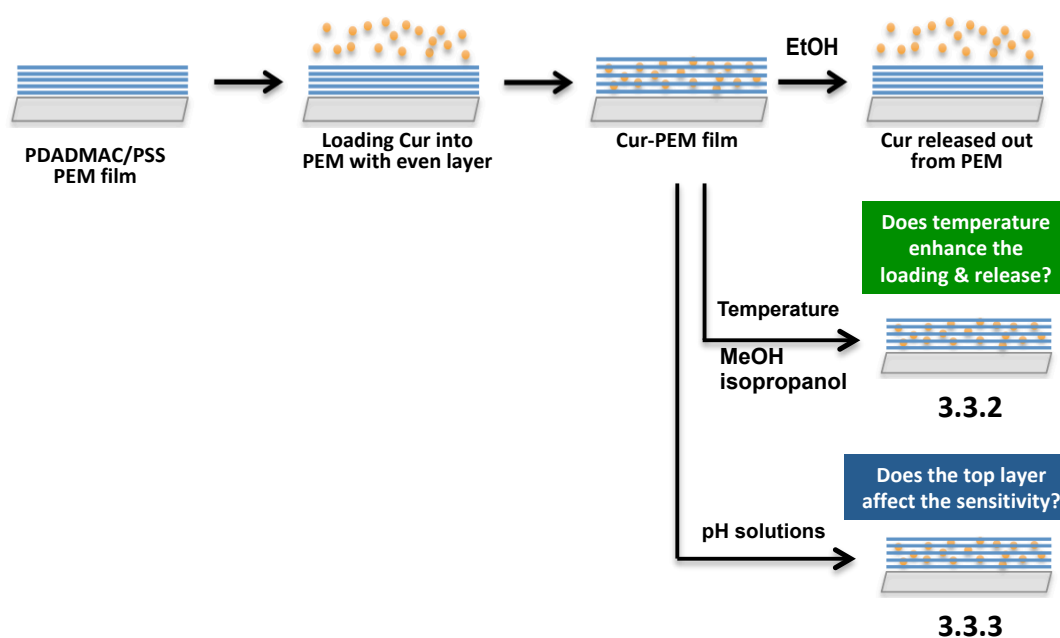 PDADMAC/PSS
PEM film
Loading Cur into
PEM with even layer
Cur-PEM film
EtOH
Cur released out
from PEM
Does temperature
enhance the
loading & release?
Temperature
MeOH
isopropanol
3.3.2
Does the top layer
affect the sensitivity?
pH solutions
3.3.3